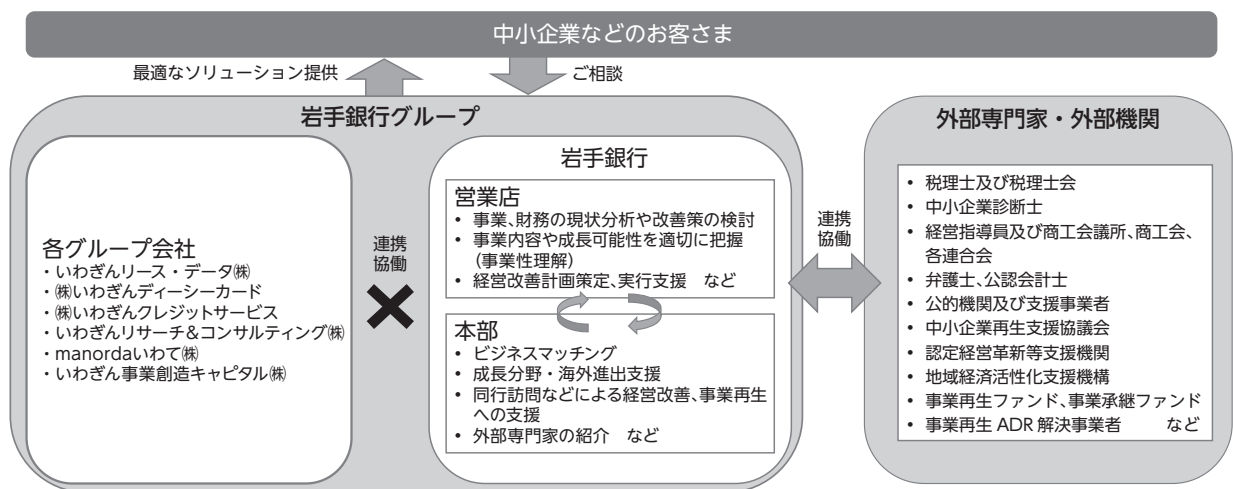 中小企業などのお客さま
最適なソリューション提供
ご相談
岩手銀行グループ
各グループ会社
・いわぎんリース・データ㈱
・㈱いわぎんディーシーカード
・㈱いわぎんクレジットサービス
・いわぎんリサーチ&コンサルティング㈱
・manordaいわて㈱
・いわぎん事業創造キャピタル㈱
連携
協働
岩手銀行
営業店
• 事業、財務の現状分析や改善策の検討
• 事業内容や成長可能性を適切に把握
(事業性理解)
• 経営改善計画策定、実行支援 など
本部
• ビジネスマッチング
• 成長分野・海外進出支援
• 同行訪問などによる経営改善、事業再生
への支援
• 外部専門家の紹介 など
連携
協働
外部専門家・外部機関
• 税理士及び税理士会
• 中小企業診断士
• 経営指導員及び商工会議所、商工会、
各連合会
• 弁護士、公認会計士
• 公的機関及び支援事業者
• 中小企業再生支援協議会
• 認定経営革新等支援機関
• 地域経済活性化支援機構
• 事業再生ファンド、事業承継ファンド
• 事業再生 ADR 解決事業者 など